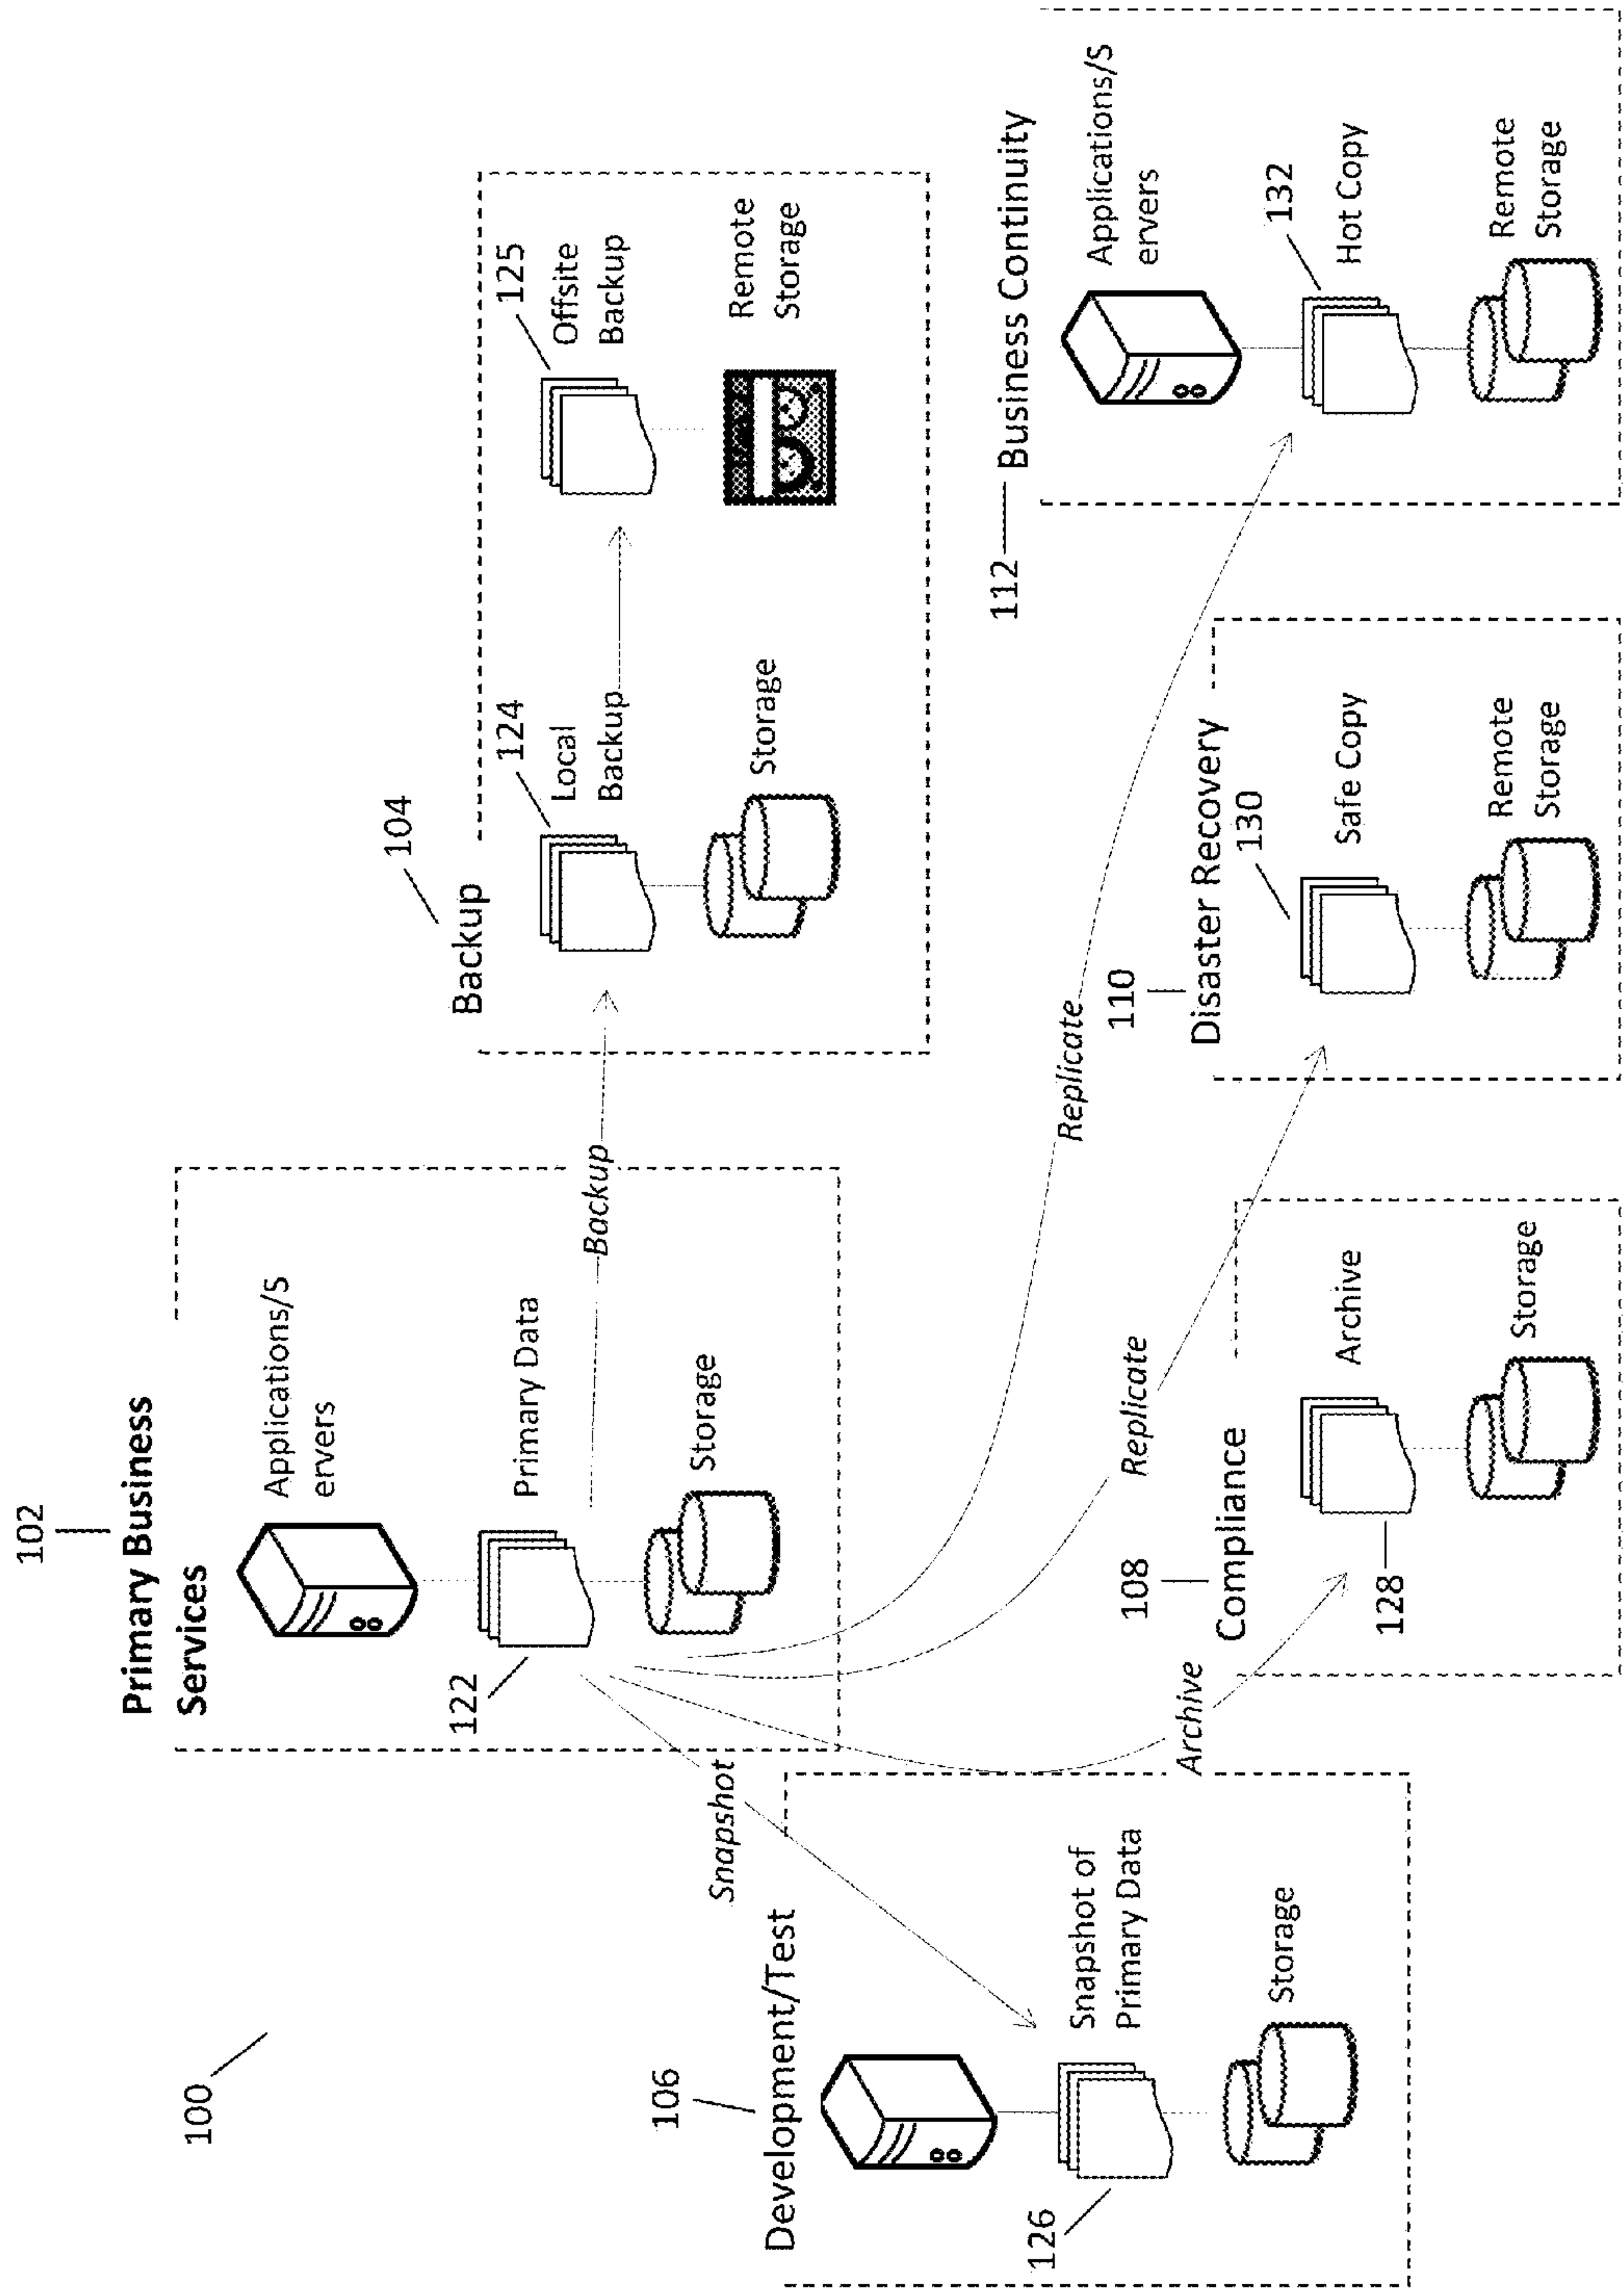 100
102
Primary Business
Services
Applications/S
ervers
122
Primary Data
Storage
Backup
104
Backup
124
Local
Backup
Storage
125
Offsite
Backup
Remote
Storage
Snapshot
106
Development/Test
126
Snapshot of
Primary Data
Storage
Archive
108
Compliance
128
Archive
Storage
Replicate
110
Disaster Recovery
130
Safe Copy
Remote
Storage
Replicate
112
Business Continuity
Applications/S
ervers
132
Hot Copy
Remote
Storage